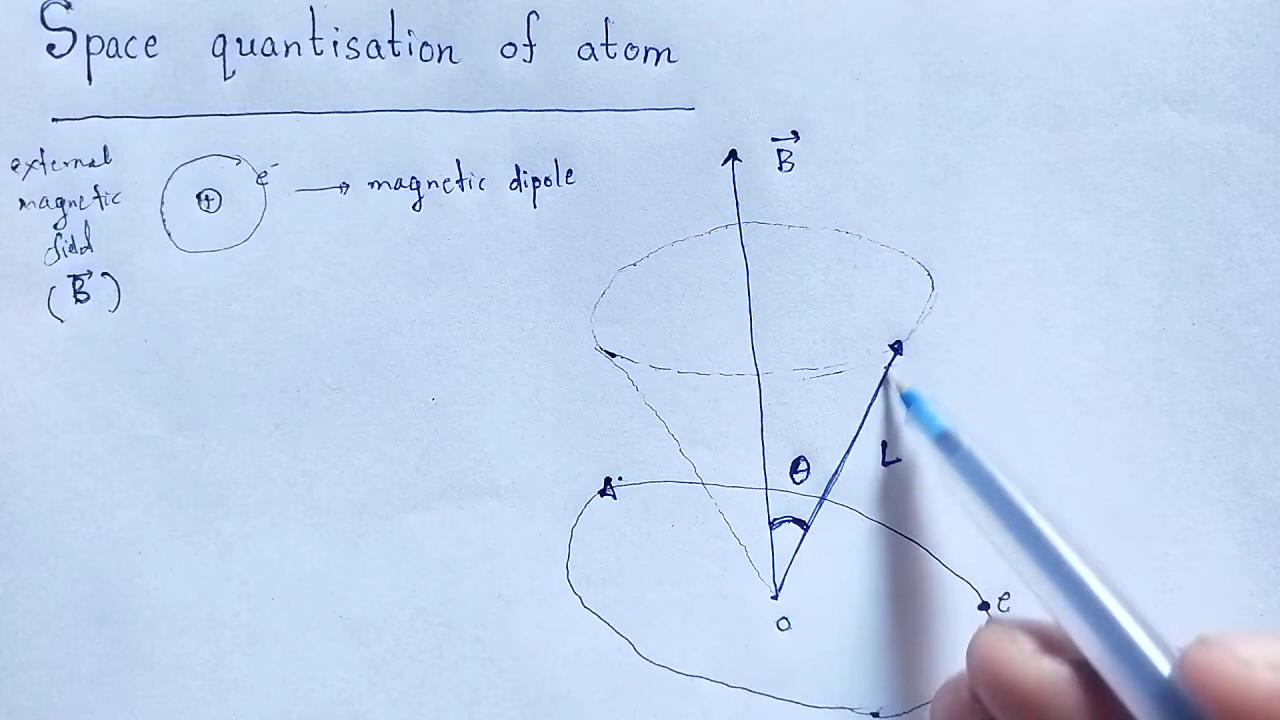 Space quantisation of atom
external
magnetic
field
(B⃗)
+
e⁻ → magnetic dipole
B⃗
θ
L
e
O